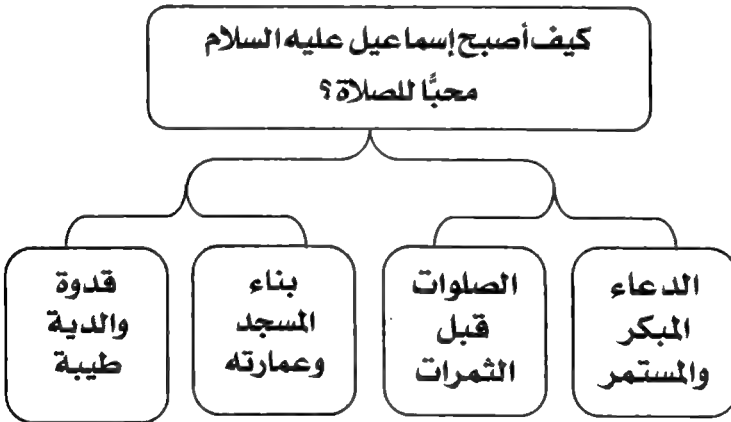 كيف أصبح إسماعيل عليه السلام
محبًّا للصلاة؟
الدعاء
المبكر
والمستمر
الصلوات
قبل
الثمرات
بناء
المسجد
وعمارته
قدوة
والدية
طيبة